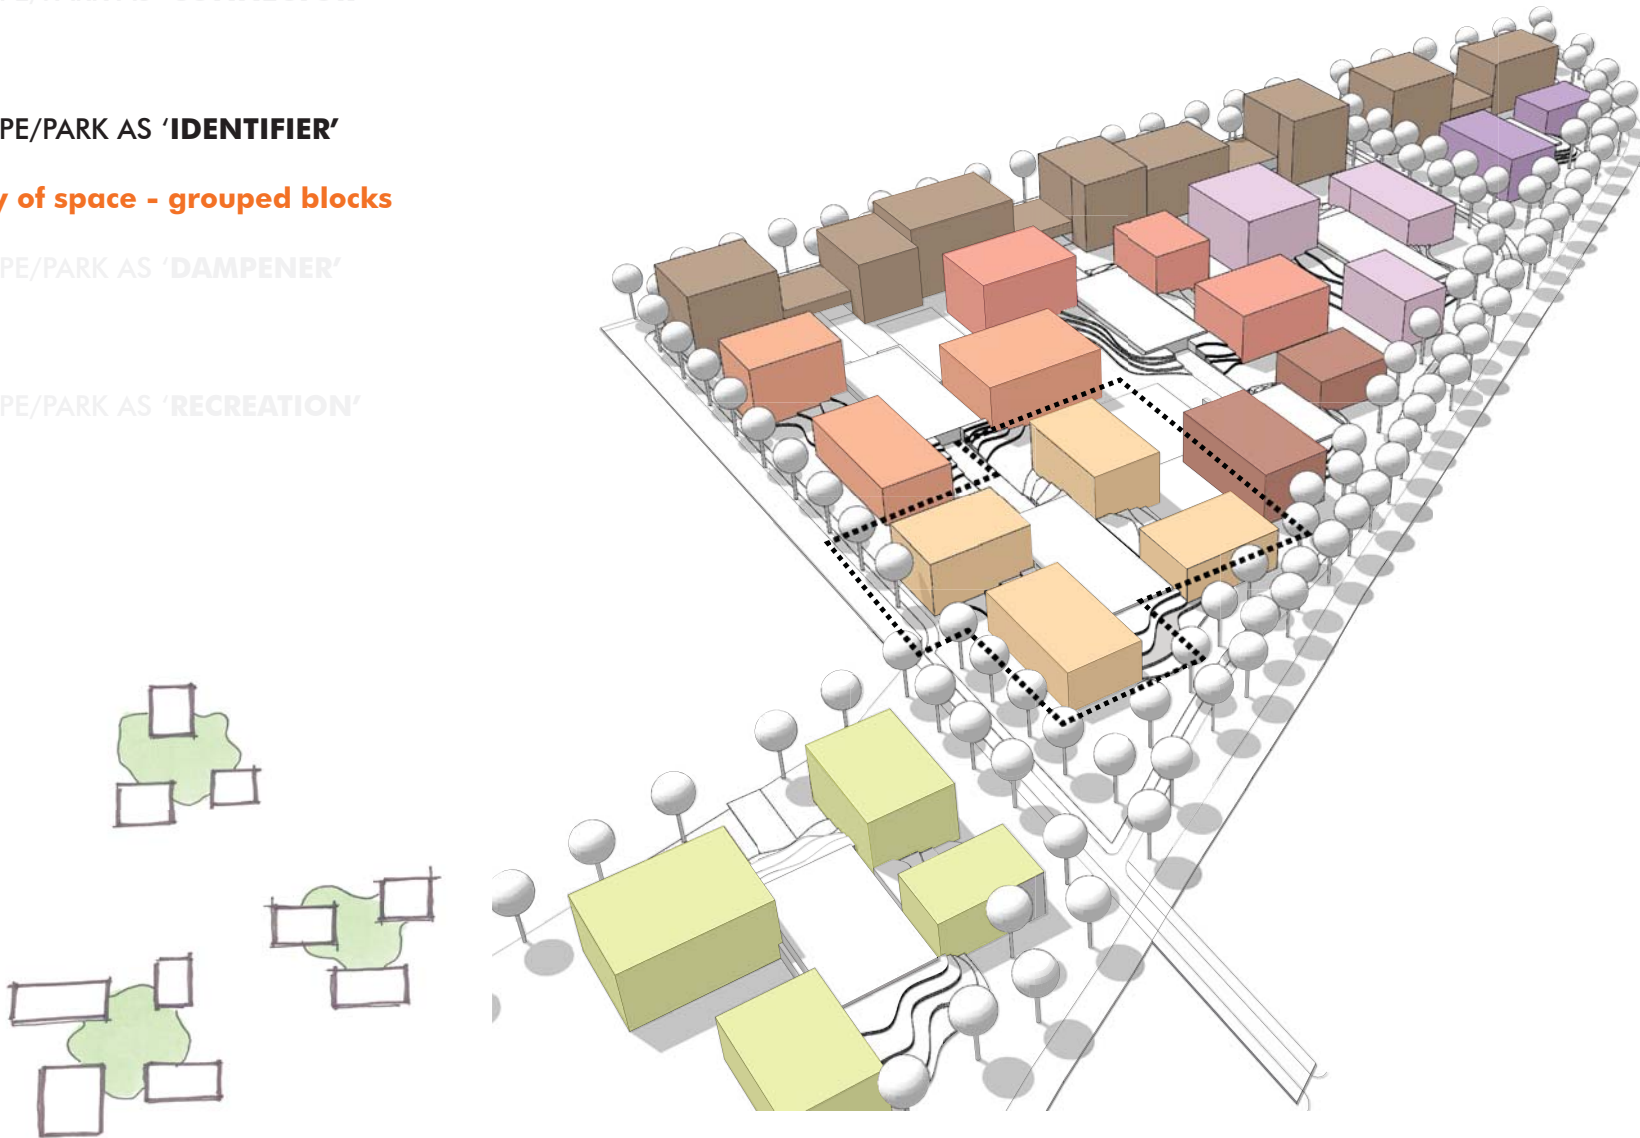 PE/PARK AS ‘IDENTIFIER’
y of space - grouped blocks
PE/PARK AS ‘DAMPENER’
PE/PARK AS ‘RECREATION’